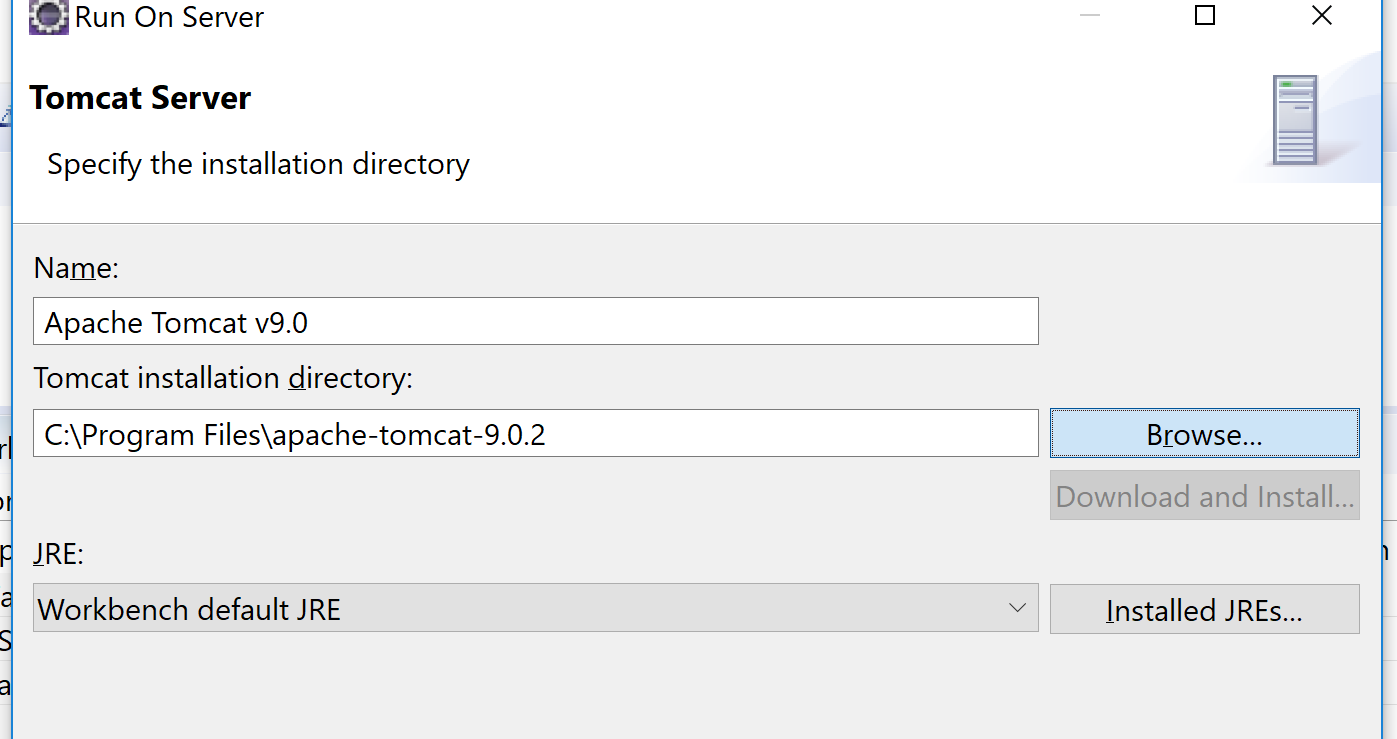 Run On Server
Tomcat Server
Specify the installation directory
Name:
Apache Tomcat v9.0
Tomcat installation directory:
C:\Program Files\apache-tomcat-9.0.2
Browse...
Download and Install...
JRE:
Workbench default JRE
Installed JREs...